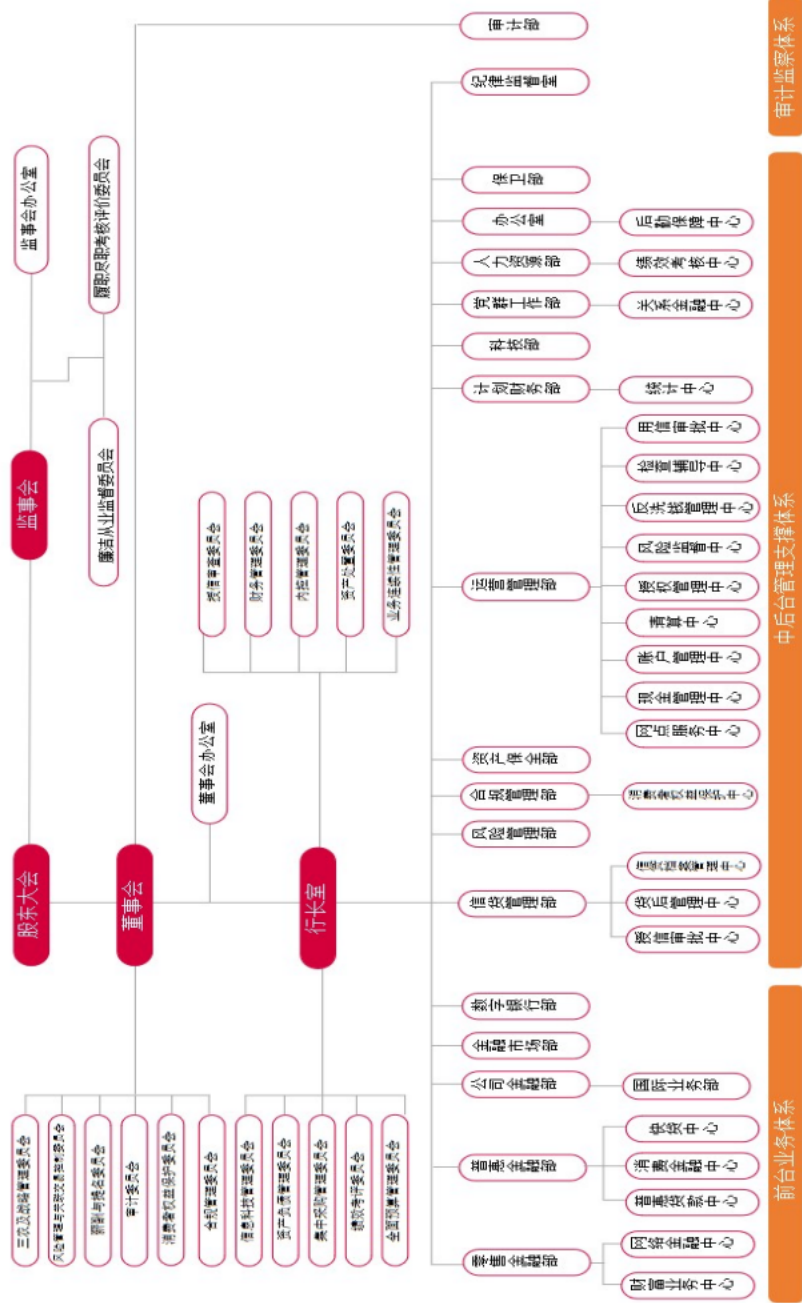 股东大会
监事会
监事会办公室
廉洁从业监督委员会
履职尽职考核评价委员会
董事会
董事会办公室
三农及战略管理委员会
风险管理与关联交易控制委员会
薪酬与提名委员会
审计委员会
消费者权益保护委员会
合规管理委员会
行长室
信息科技管理委员会
资产负债管理委员会
集中采购管理委员会
绩效考评委员会
全面预算管理委员会
授信审查委员会
财务管理委员会
内控管理委员会
资产处置委员会
业务连续性管理委员会
零售金融部
普惠金融部
公司金融部
金融市场部
数字银行部
信贷管理部
风险管理部
合规管理部
资产保全部
运营管理部
计划财务部
科技部
党群工作部
人力资源部
办公室
保卫部
纪律监督室
审计部
财富业务中心
网络金融中心
普惠贷款中心
消费金融中心
快贷中心
国际业务部
授信审批中心
贷后管理中心
信贷档案管理中心
消费者权益保护中心
网点服务中心
现金管理中心
账户管理中心
清算中心
授权管理中心
风险监督中心
反洗钱管理中心
检查辅导中心
用信审批中心
统计中心
关系金融中心
绩效考核中心
后勤保障中心
前台业务体系
中后台管理支撑体系
审计监察体系